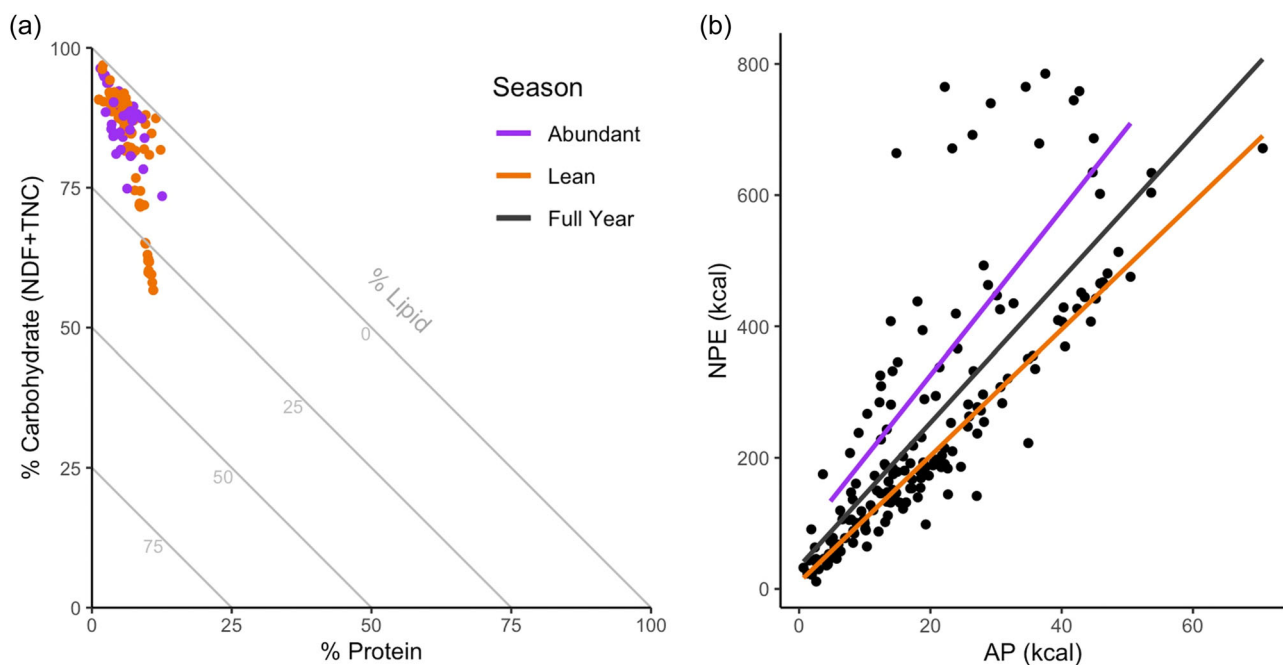 (a)
100
75
50
25
0
0
25
50
75
100
% Carbohydrate (NDF+TNC)
% Protein
% Lipid
0
25
50
75
Season
Abundant
Lean
Full Year
(b)
800
600
400
200
0
0
20
40
60
NPE (kcal)
AP (kcal)